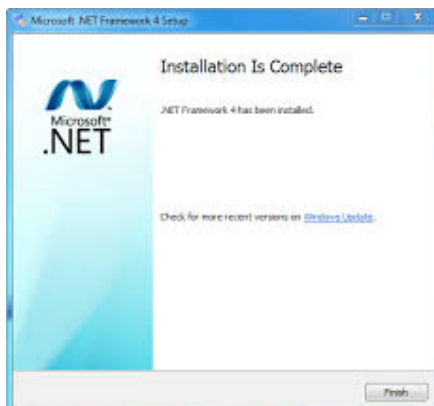 Microsoft .NET Framework 4 Setup
Installation Is Complete
.NET Framework 4 has been installed.
Microsoft®
.NET
Check for more recent versions on Windows Update.
Finish